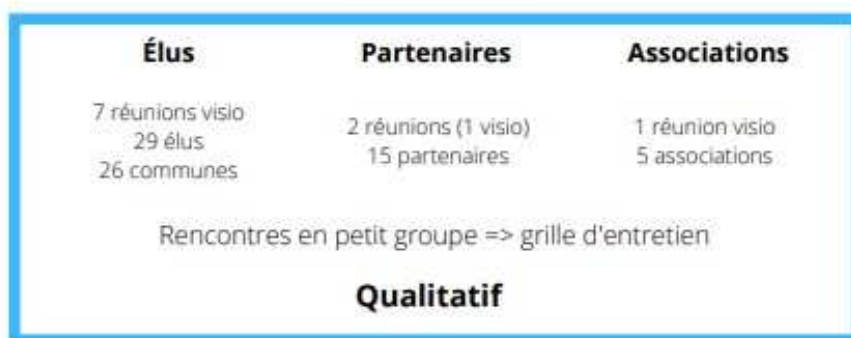 Élus
7 réunions visio
29 élus
26 communes
Partenaires
2 réunions (1 visio)
15 partenaires
Associations
1 réunion visio
5 associations
Rencontres en petit groupe => grille d'entretien
Qualitatif